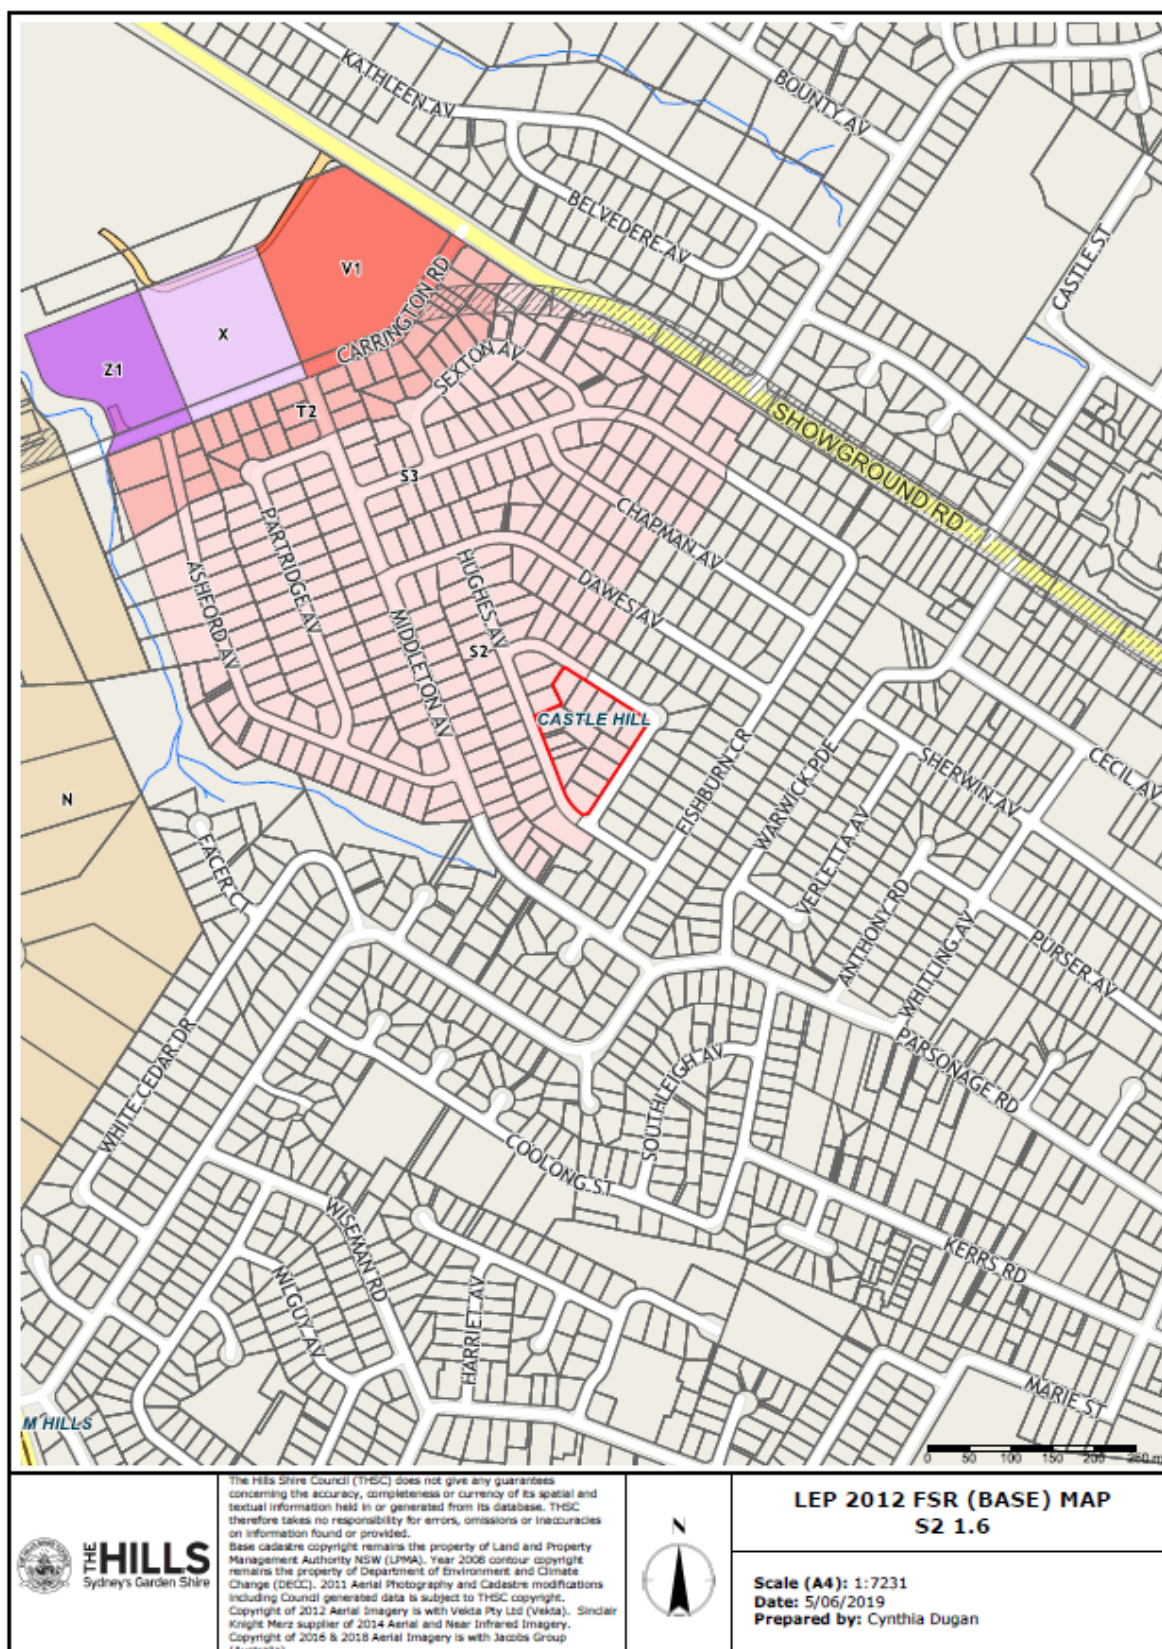 KATHLEEN AV
BOUNTY AV
BELVEDERE AV
CASTLE ST
V1
CARRINGTON RD
X
Z1
SEXTON AV
T2
SHOWGROUND RD
S3
CHAPMAN AV
PARTRIDGE AV
HUGHES AV
DAWES AV
ASHFORD AV
MIDDLETON AV
S2
CASTLE HILL
FISHBURN CR
WARWICK PDE
SHERWIN AV
CECIL AV
N
FACER CT
VERLETTA AV
ANTHONY RD
WHITLING AV
PURSER AV
WHITE CEDAR DR
PARSONAGE RD
SOUTHLEIGH AV
COOLONG ST
WISEMAN RD
KERRS RD
MILGUY AV
HARRIET AV
MARIE ST
M HILLS
0 50 100 150 200 250 m
The Hills Shire Council (THSC) does not give any guarantees
concerning the accuracy, completeness or currency of its spatial and
textual information held in or generated from its database. THSC
therefore takes no responsibility for errors, omissions or inaccuracies
on information found or provided.
Base cadastre copyright remains the property of Land and Property
Management Authority NSW (LPMA). Year 2008 contour copyright
remains the property of Department of Environment and Climate
Change (DECC). 2011 Aerial Photography and Cadastre modifications
including Council generated data is subject to THSC copyright.
Copyright of 2012 Aerial Imagery is with Vekta Pty Ltd (Vekta). Sinclair
Knight Merz supplier of 2014 Aerial and Near Infrared Imagery.
Copyright of 2016 & 2018 Aerial Imagery is with Jacobs Group
THE HILLS
Sydney's Garden Shire
N
LEP 2012 FSR (BASE) MAP
S2 1.6
Scale (A4): 1:7231
Date: 5/06/2019
Prepared by: Cynthia Dugan